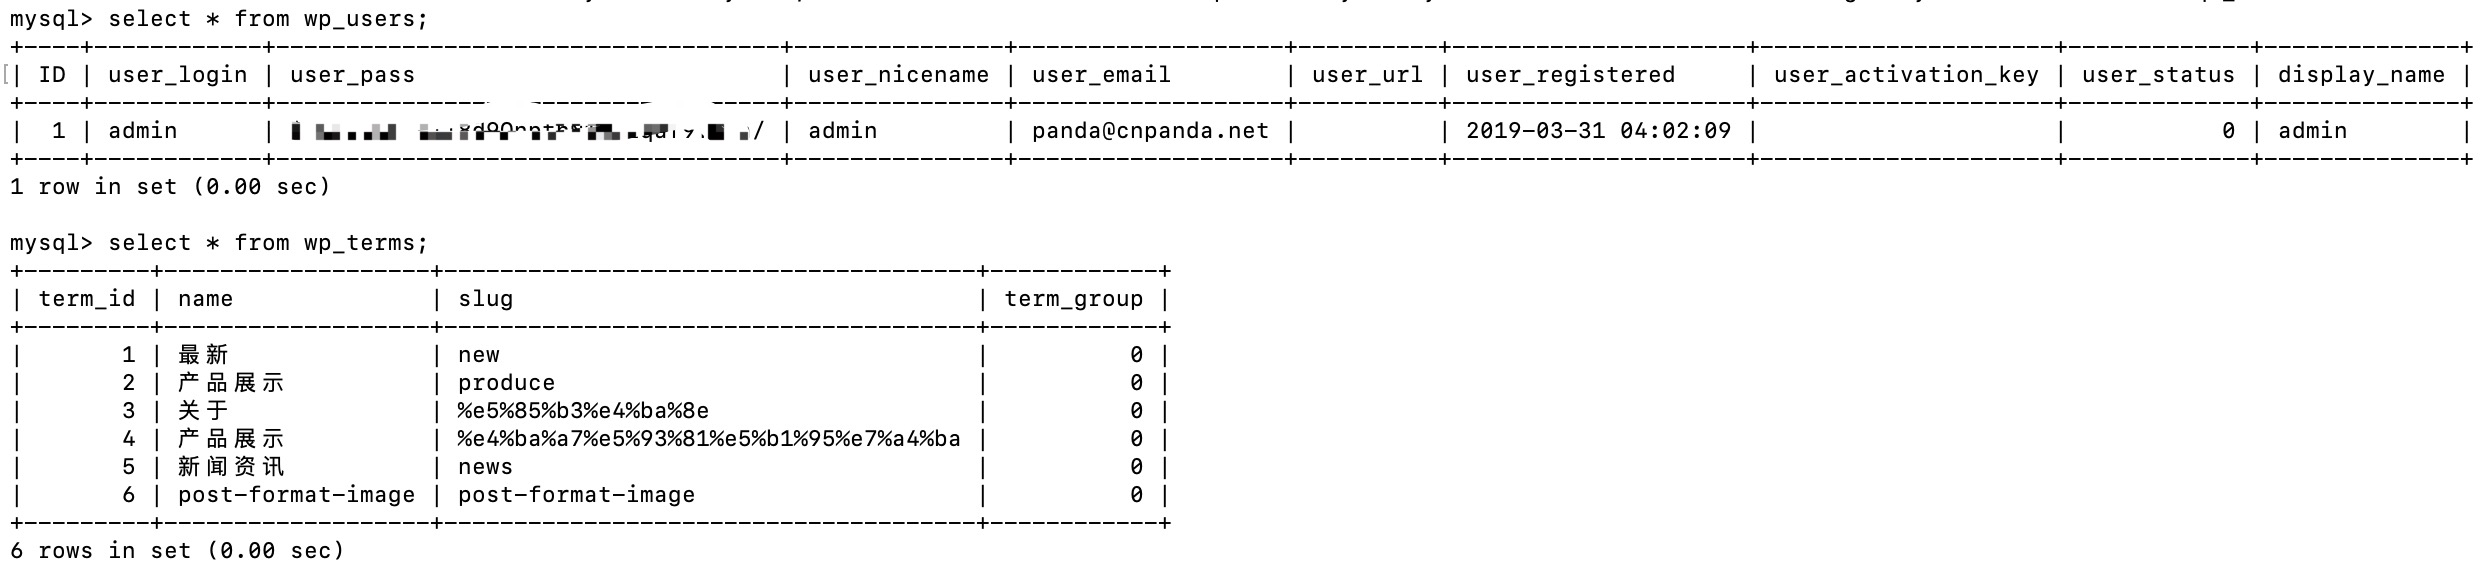 mysql> select * from wp_users;
+----+------------+------------------------------------+---------------+-------------------+----------+---------------------+---------------------+-------------+--------------+
| ID | user_login | user_pass                          | user_nicename | user_email        | user_url | user_registered     | user_activation_key | user_status | display_name |
+----+------------+------------------------------------+---------------+-------------------+----------+---------------------+---------------------+-------------+--------------+
|  1 | admin      | | admin         | panda@cnpanda.net |          | 2019-03-31 04:02:09 |                     |           0 | admin        |
+----+------------+------------------------------------+---------------+-------------------+----------+---------------------+---------------------+-------------+--------------+
1 row in set (0.00 sec)
mysql> select * from wp_terms;
+---------+-------------------+--------------------------------------+------------+
| term_id | name              | slug                                 | term_group |
+---------+-------------------+--------------------------------------+------------+
|       1 | 最新              | new                                  |          0 |
|       2 | 产品展示          | produce                              |          0 |
|       3 | 关于              | %e5%85%b3%e4%ba%8e                   |          0 |
|       4 | 产品展示          | %e4%ba%a7%e5%93%81%e5%b1%95%e7%a4%ba |          0 |
|       5 | 新闻资讯          | news                                 |          0 |
|       6 | post-format-image | post-format-image                    |          0 |
+---------+-------------------+--------------------------------------+------------+
6 rows in set (0.00 sec)